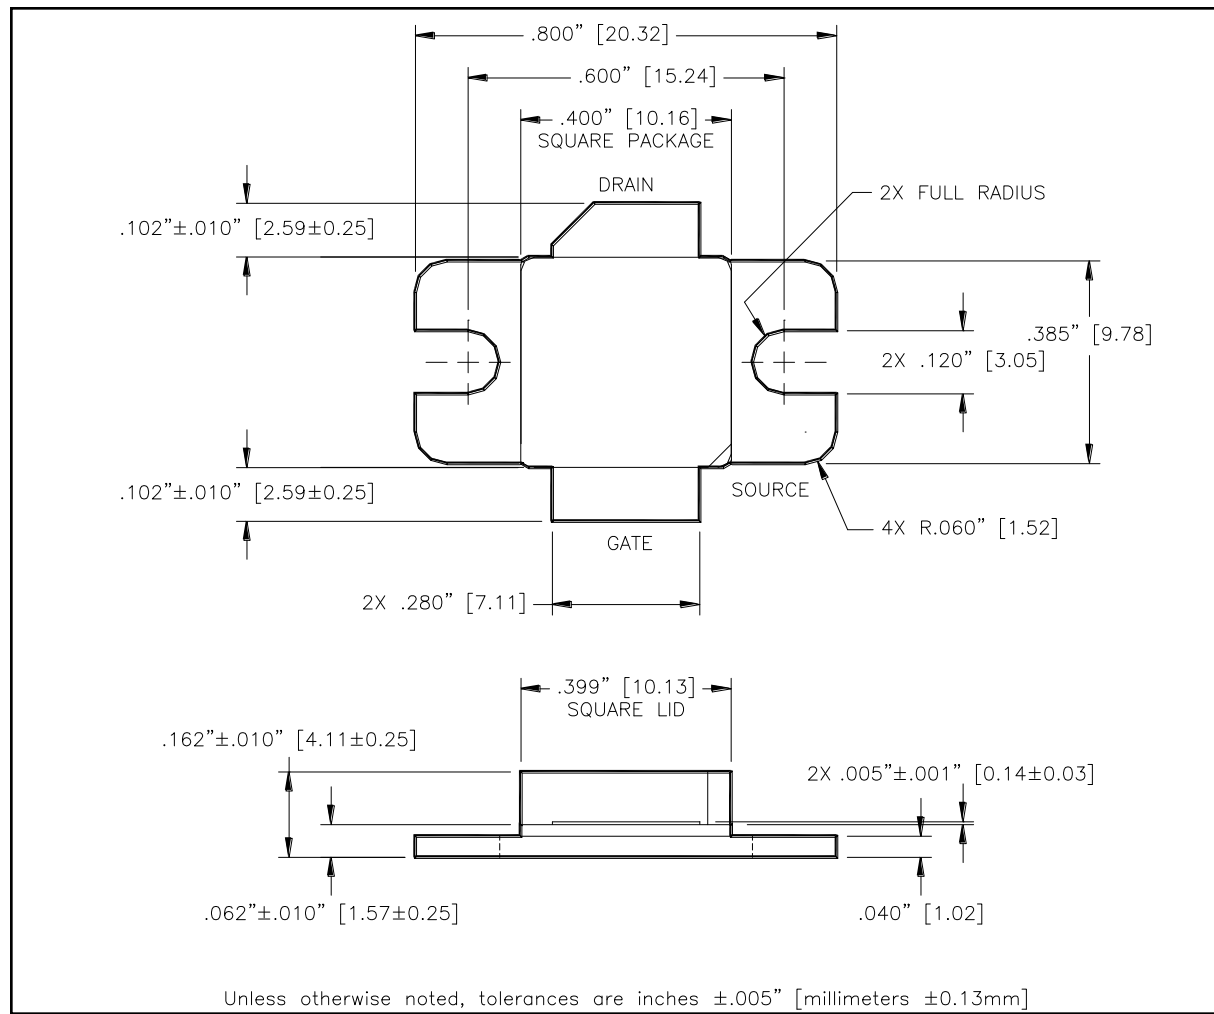 .800” [20.32]
.600” [15.24]
.400” [10.16]
SQUARE PACKAGE
DRAIN
2X FULL RADIUS
.102”±.010” [2.59±0.25]
.385” [9.78]
2X .120” [3.05]
.102”±.010” [2.59±0.25]
SOURCE
4X R.060” [1.52]
GATE
2X .280” [7.11]
.399” [10.13]
SQUARE LID
.162”±.010” [4.11±0.25]
2X .005”±.001” [0.14±0.03]
.062”±.010” [1.57±0.25]
.040” [1.02]
Unless otherwise noted, tolerances are inches ±.005” [millimeters ±0.13mm]